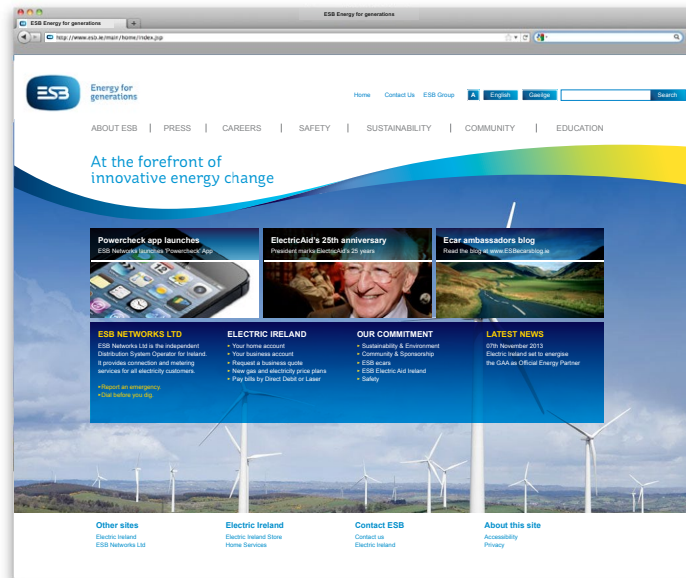 ESB Energy for generations
ESB Energy for generations
http://www.esb.ie/main/home/index.jsp
ESB
Energy for
generations
Home
Contact Us
ESB Group
A
English
Gaeilge
Search
ABOUT ESB | PRESS | CAREERS | SAFETY | SUSTAINABILITY | COMMUNITY | EDUCATION
At the forefront of
innovative energy change
Powercheck app launches
ESB Networks launches 'Powercheck' App
ElectricAid's 25th anniversary
President marks ElectricAid's 25 years
Ecar ambassadors blog
Read the blog at www.ESBecarsblog.ie
ESB NETWORKS LTD
ESB Networks Ltd is the independent
Distribution System Operator for Ireland.
It provides connection and metering
services for all electricity customers.
• Report an emergency.
• Dial before you dig.
ELECTRIC IRELAND
• Your home account
• Your business account
• Request a business quote
• New gas and electricity price plans
• Pay bills by Direct Debit or Laser
OUR COMMITMENT
• Sustainability & Environment
• Community & Sponsorship
• ESB ecars
• ESB Electric Aid Ireland
• Safety
LATEST NEWS
07th November 2013
Electric Ireland set to energise
the GAA as Official Energy Partner
Other sites
Electric Ireland
ESB Networks Ltd
Electric Ireland
Electric Ireland Store
Home Services
Contact ESB
Contact us
Electric Ireland
About this site
Accessibility
Privacy